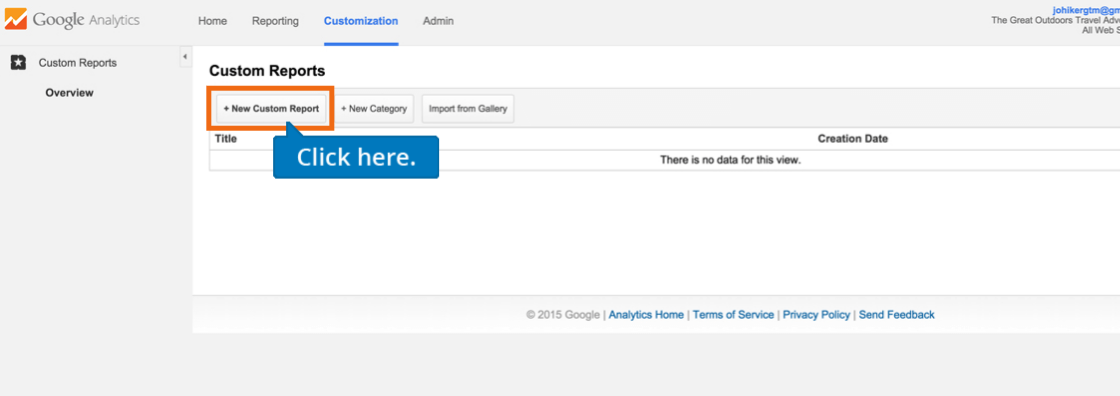 Google Analytics Home Reporting Customization Admin
johikergtm@gm
The Great Outdoors Travel Adv
All Web S
Custom Reports
Overview
Custom Reports
+ New Custom Report + New Category Import from Gallery
Title Creation Date
Click here.
There is no data for this view.
© 2015 Google | Analytics Home | Terms of Service | Privacy Policy | Send Feedback